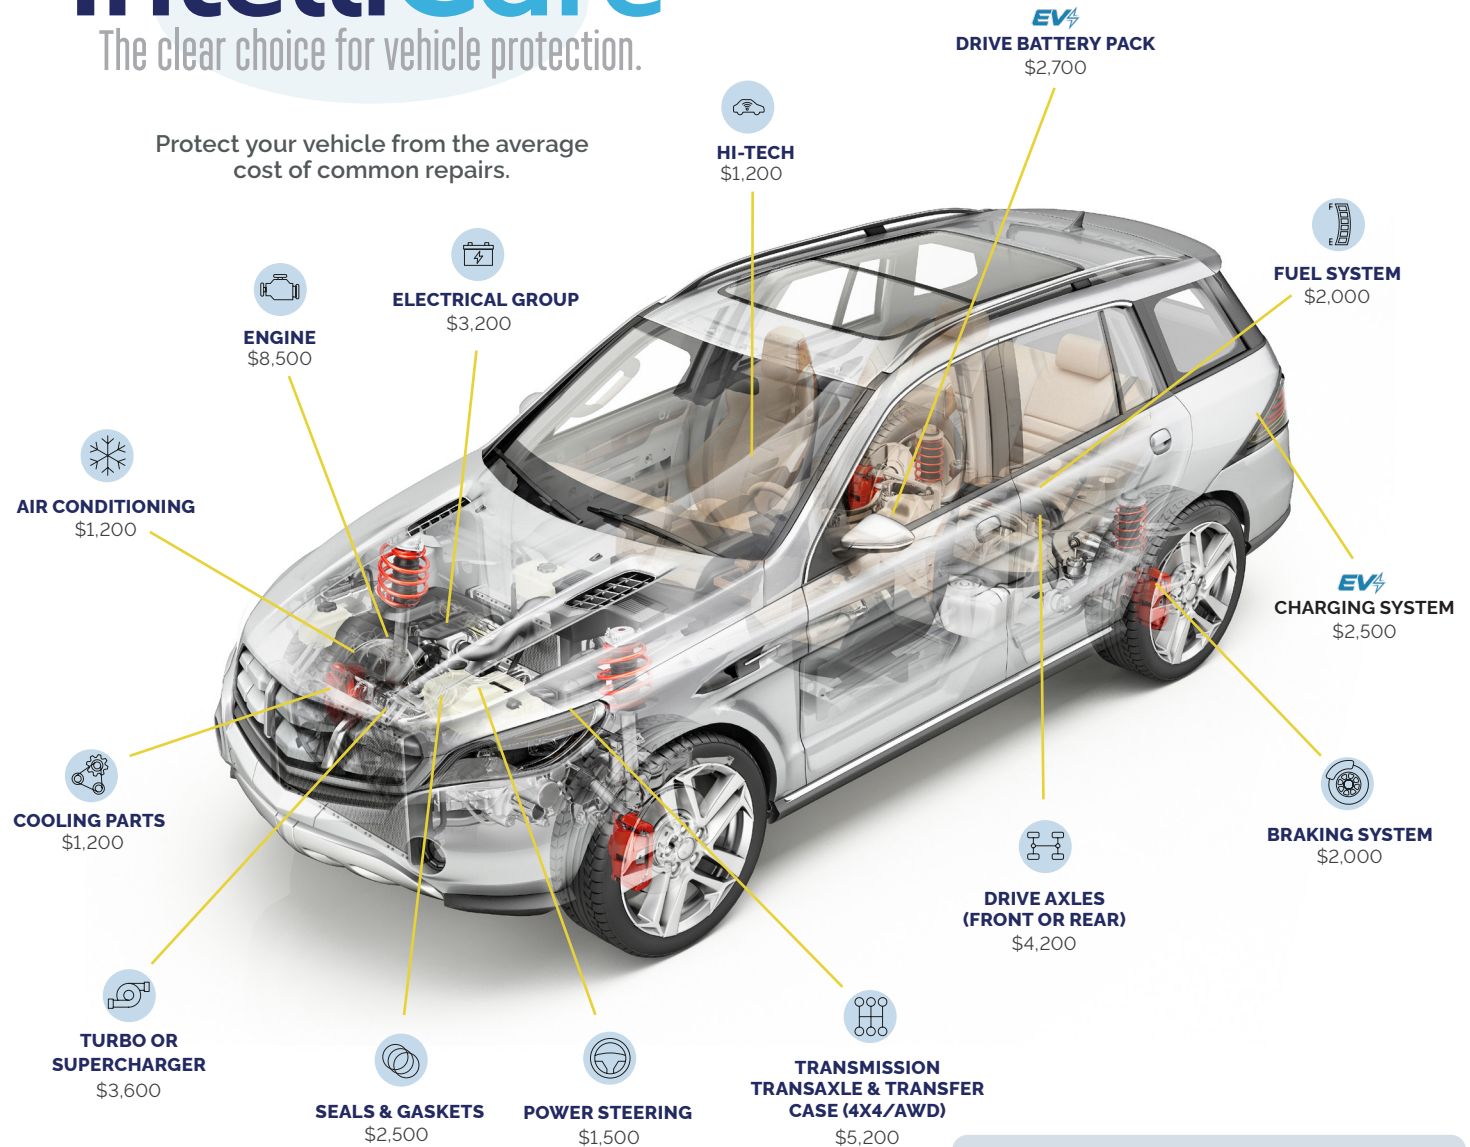 IntelliCare
The clear choice for vehicle protection.
Protect your vehicle from the average
cost of common repairs.
EV
DRIVE BATTERY PACK
$2,700
HI-TECH
$1,200
F
E
FUEL SYSTEM
$2,000
ELECTRICAL GROUP
$3,200
ENGINE
$8,500
AIR CONDITIONING
$1,200
EV
CHARGING SYSTEM
$2,500
COOLING PARTS
$1,200
BRAKING SYSTEM
$2,000
DRIVE AXLES
(FRONT OR REAR)
$4,200
TURBO OR
SUPERCHARGER
$3,600
SEALS & GASKETS
$2,500
POWER STEERING
$1,500
TRANSMISSION
TRANSAXLE & TRANSFER
CASE (4X4/AWD)
$5,200